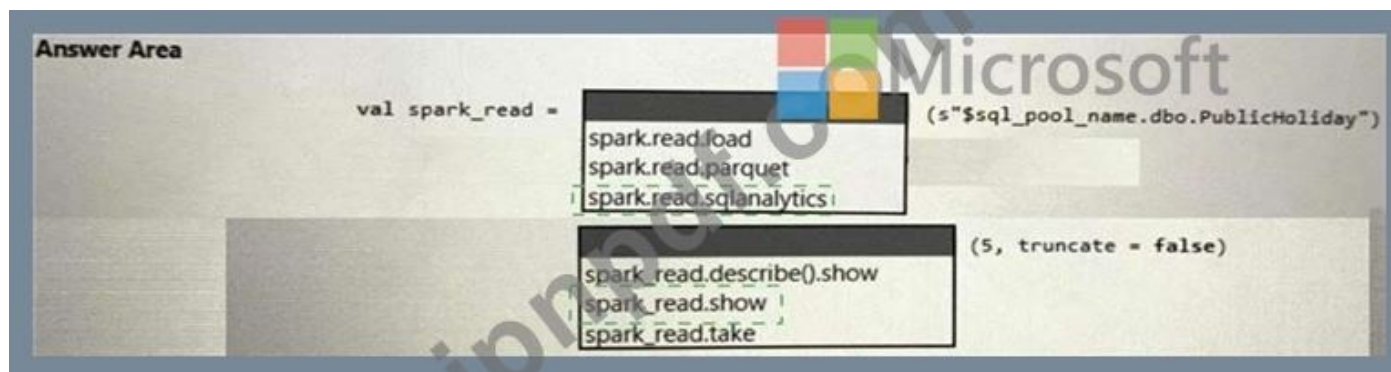 Answer Area
Microsoft
val spark_read = (s"$sql_pool_name.dbo.PublicHoliday")
spark.read.load
spark.read.parquet
spark.read.sqlanalytics
(5, truncate = false)
spark_read.describe().show
spark_read.show
spark_read.take